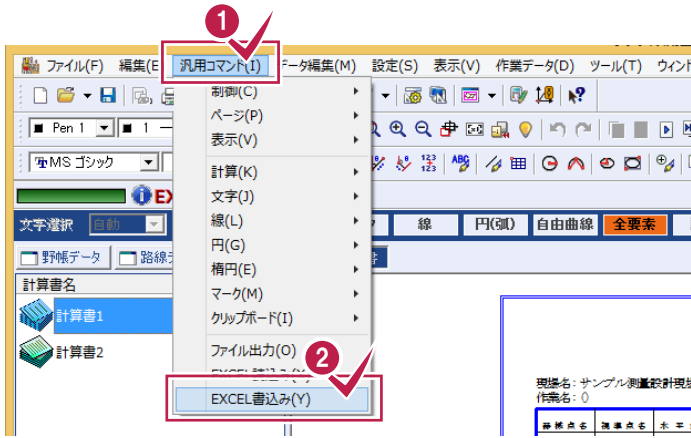 1
ファイル(F) 編集(E 汎用コマンド(I) データ編集(M) 設定(S) 表示(V) 作業データ(D) ツール(T) ウィント
Pen 1 1
MS ゴシック
EX
文字選択 自動 線 円(弧) 自由曲線 全要素
野帳データ 路線
計算書名
計算書1
計算書2
制御(C)
ページ(P)
表示(V)
計算(K)
文字(J)
線(L)
円(G)
楕円(E)
マーク(M)
クリップボード(I)
ファイル出力(O)
2
EXCEL書込み(Y)
現場名:サンプル測量設計現場
作業名:()
器械点名 視準点名 水平